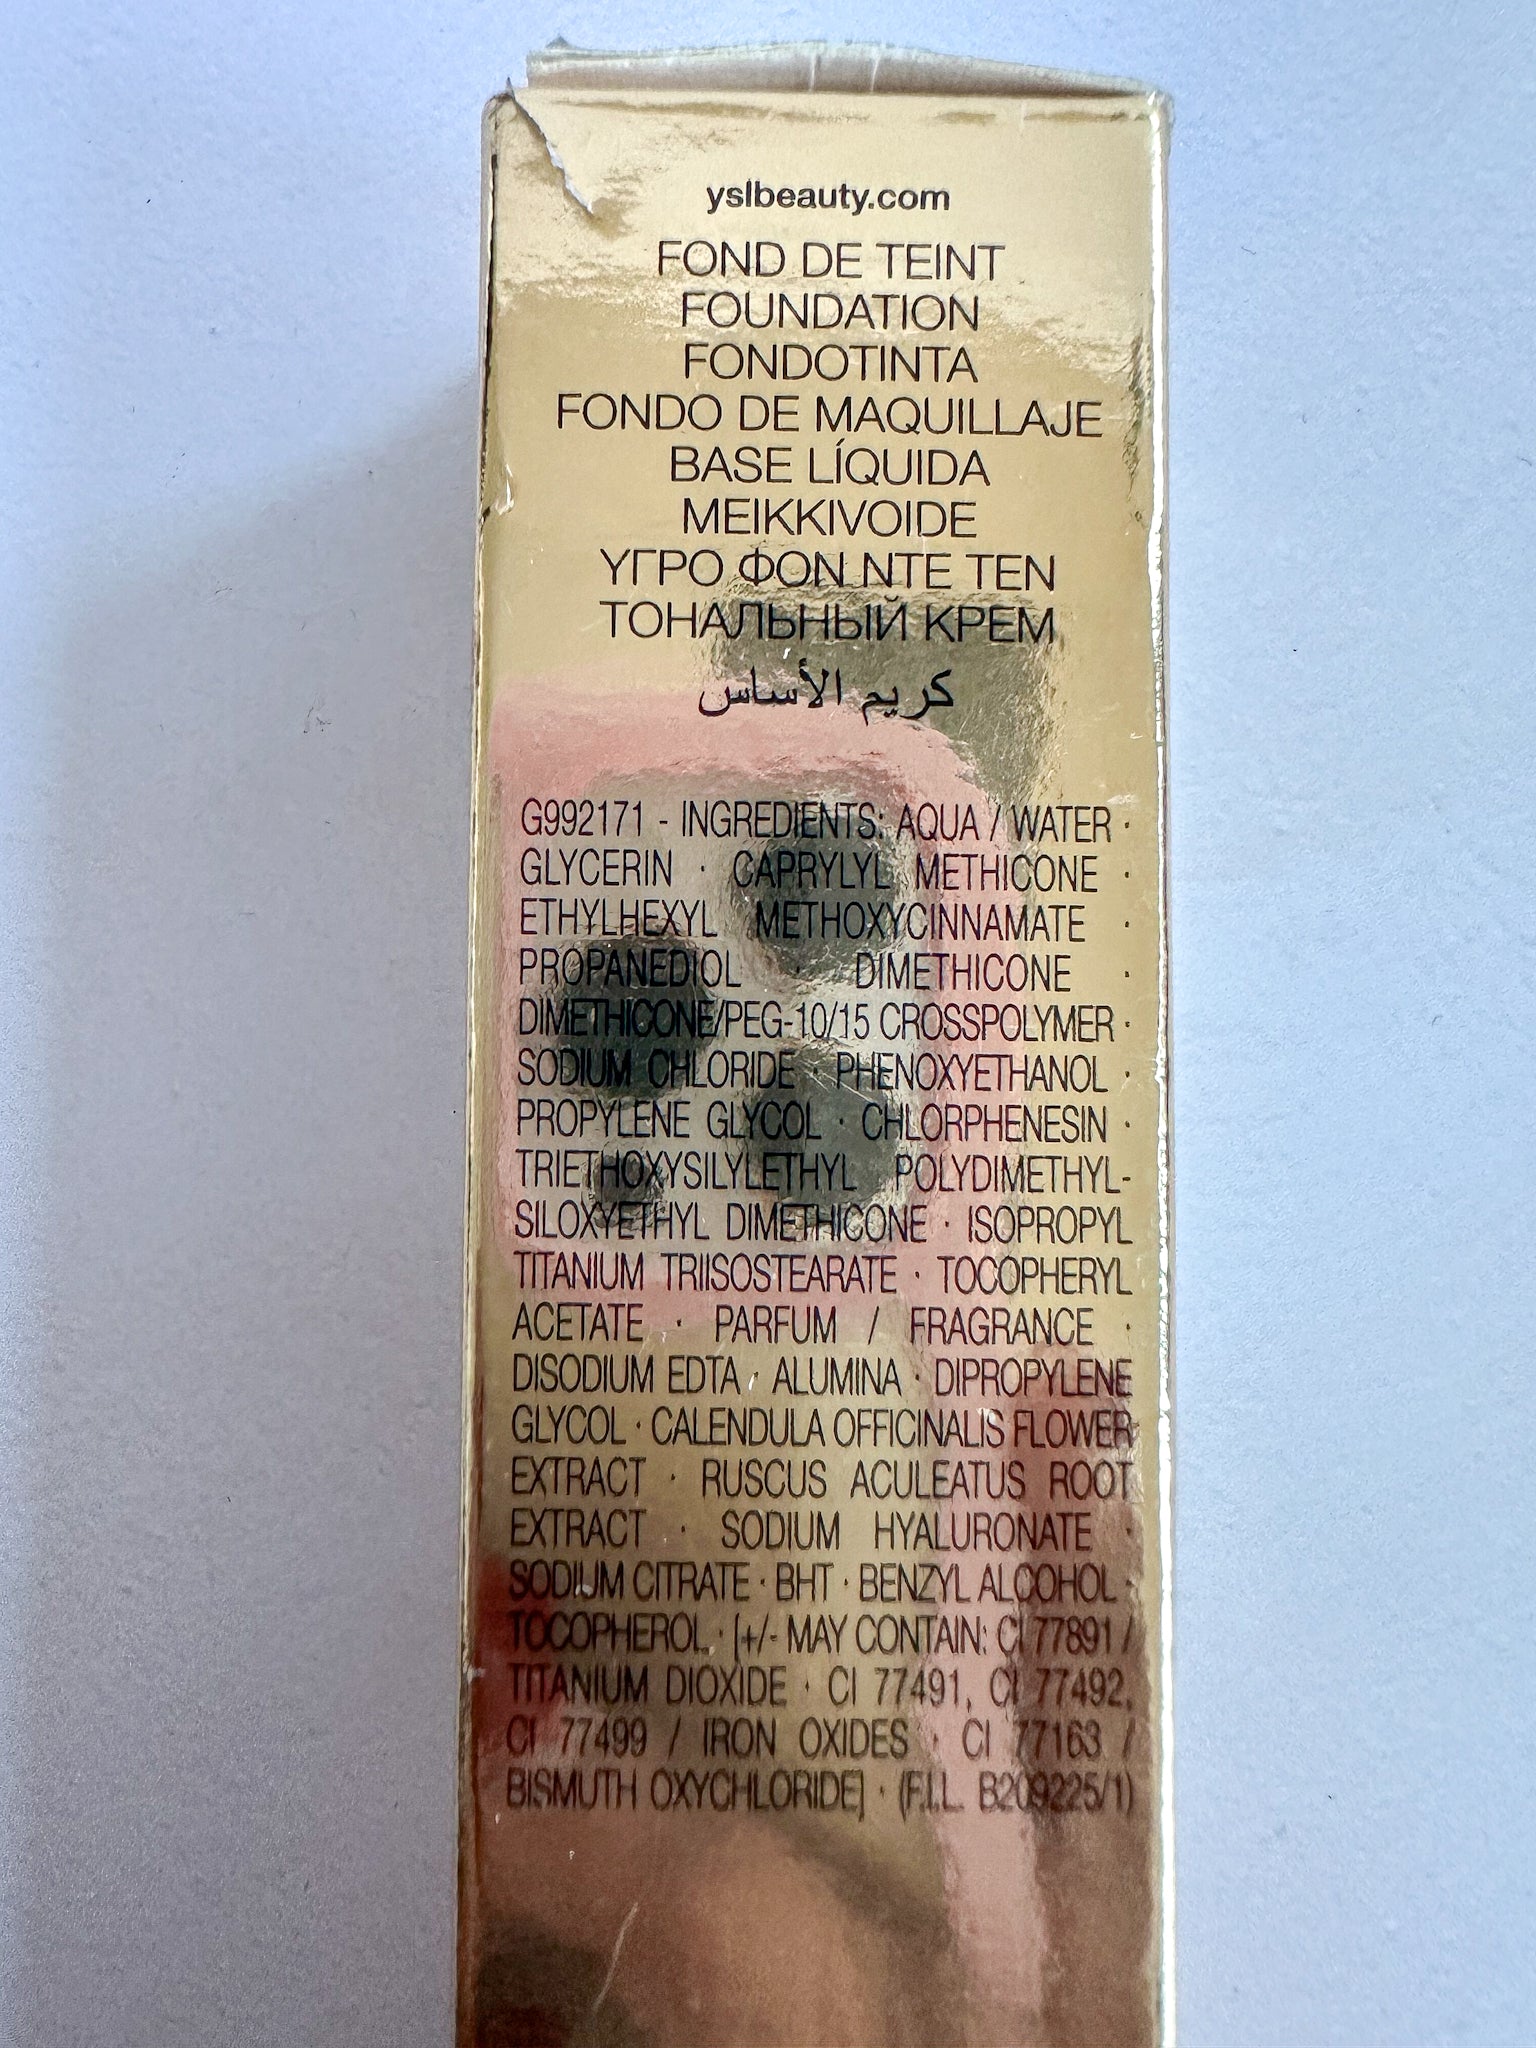 yslbeauty.com
FOND DE TEINT
FOUNDATION
FONDOTINTA
FONDO DE MAQUILLAJE
BASE LÍQUIDA
MEIKKIVOIDE
ΥΓΡΟ ΦΟΝ ΝΤΕ ΤΕΝ
ТОНАЛЬНЫЙ КРЕМ
كريم الأساس
G992171 - INGREDIENTS: AQUA / WATER ·
GLYCERIN · CAPRYLYL METHICONE ·
ETHYLHEXYL METHOXYCINNAMATE ·
PROPANEDIOL · DIMETHICONE ·
DIMETHICONE/PEG-10/15 CROSSPOLYMER ·
SODIUM CHLORIDE · PHENOXYETHANOL ·
PROPYLENE GLYCOL · CHLORPHENESIN ·
TRIETHOXYSILYLETHYL POLYDIMETHYL-
SILOXYETHYL DIMETHICONE · ISOPROPYL
TITANIUM TRIISOSTEARATE · TOCOPHERYL
ACETATE · PARFUM / FRAGRANCE ·
DISODIUM EDTA · ALUMINA · DIPROPYLENE
GLYCOL · CALENDULA OFFICINALIS FLOWER
EXTRACT · RUSCUS ACULEATUS ROOT
EXTRACT · SODIUM HYALURONATE ·
SODIUM CITRATE · BHT · BENZYL ALCOHOL ·
TOCOPHEROL · [+/- MAY CONTAIN: CI 77891 /
TITANIUM DIOXIDE · CI 77491, CI 77492,
CI 77499 / IRON OXIDES · CI 77163 /
BISMUTH OXYCHLORIDE] · (F.I.L. B209225/1)